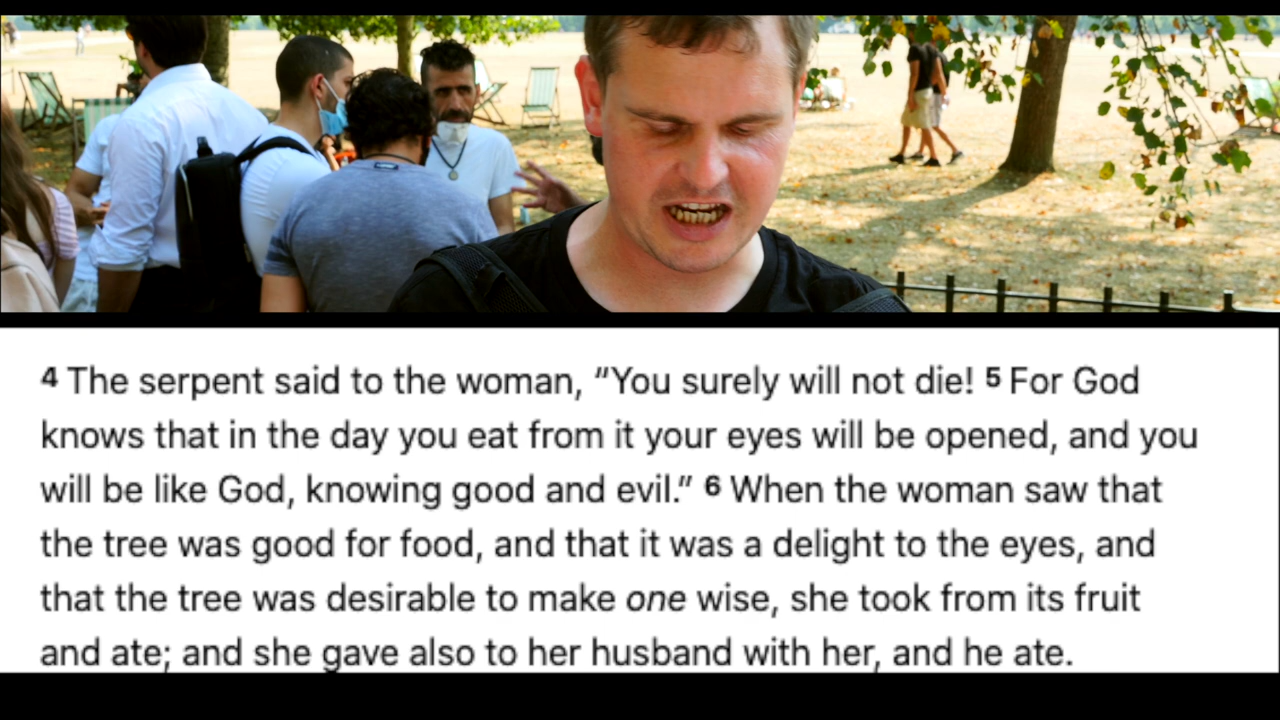 4 The serpent said to the woman, “You surely will not die! 5 For God
knows that in the day you eat from it your eyes will be opened, and you
will be like God, knowing good and evil.” 6 When the woman saw that
the tree was good for food, and that it was a delight to the eyes, and
that the tree was desirable to make one wise, she took from its fruit
and ate; and she gave also to her husband with her, and he ate.